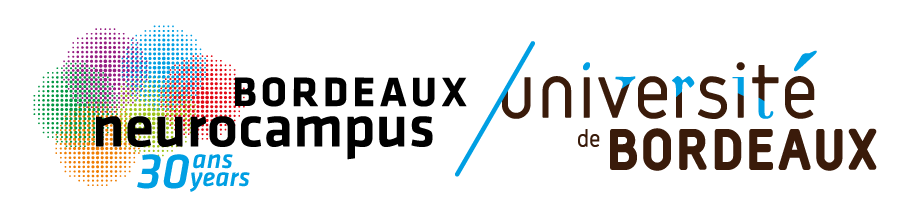 BORDEAUX
neurocampus
30 ans
years
université
de BORDEAUX